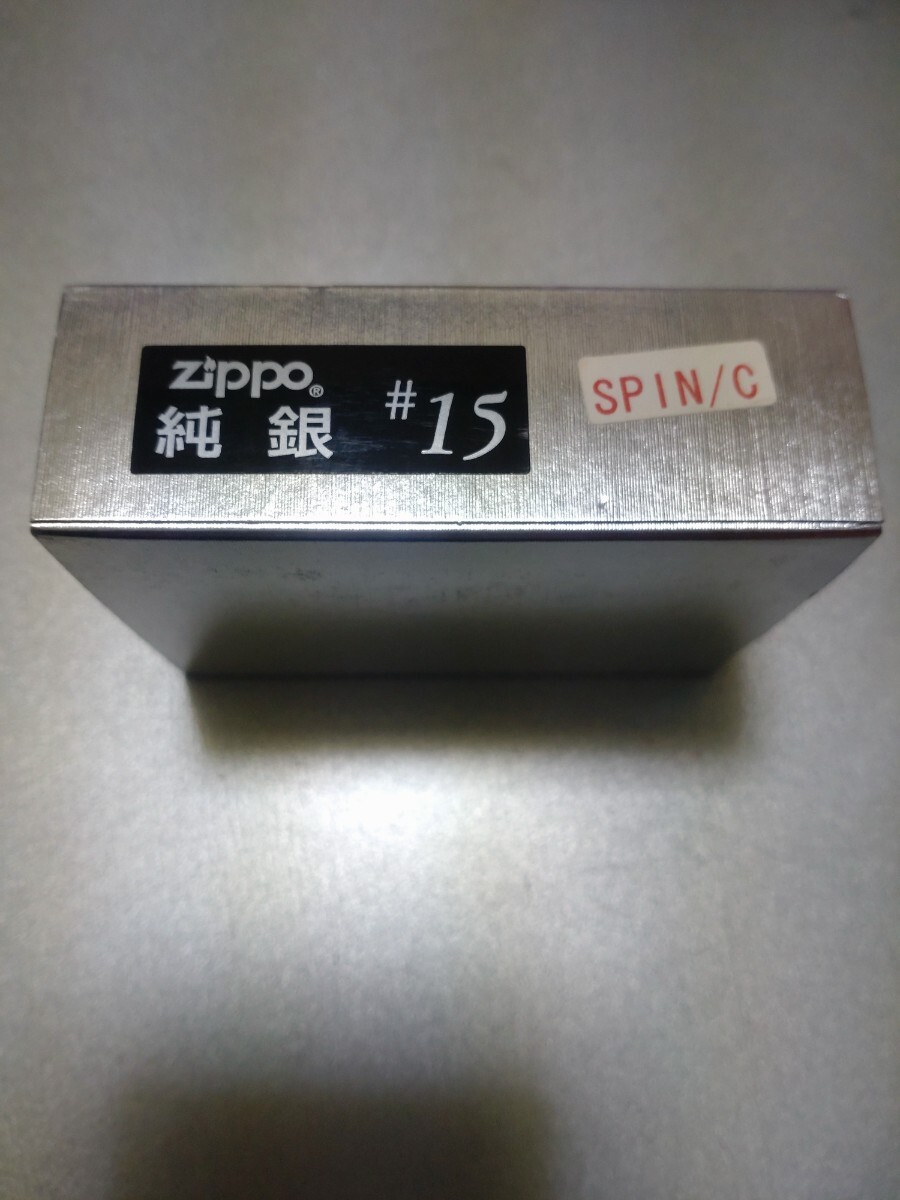 Zippo®
純銀 #15
SPIN/C